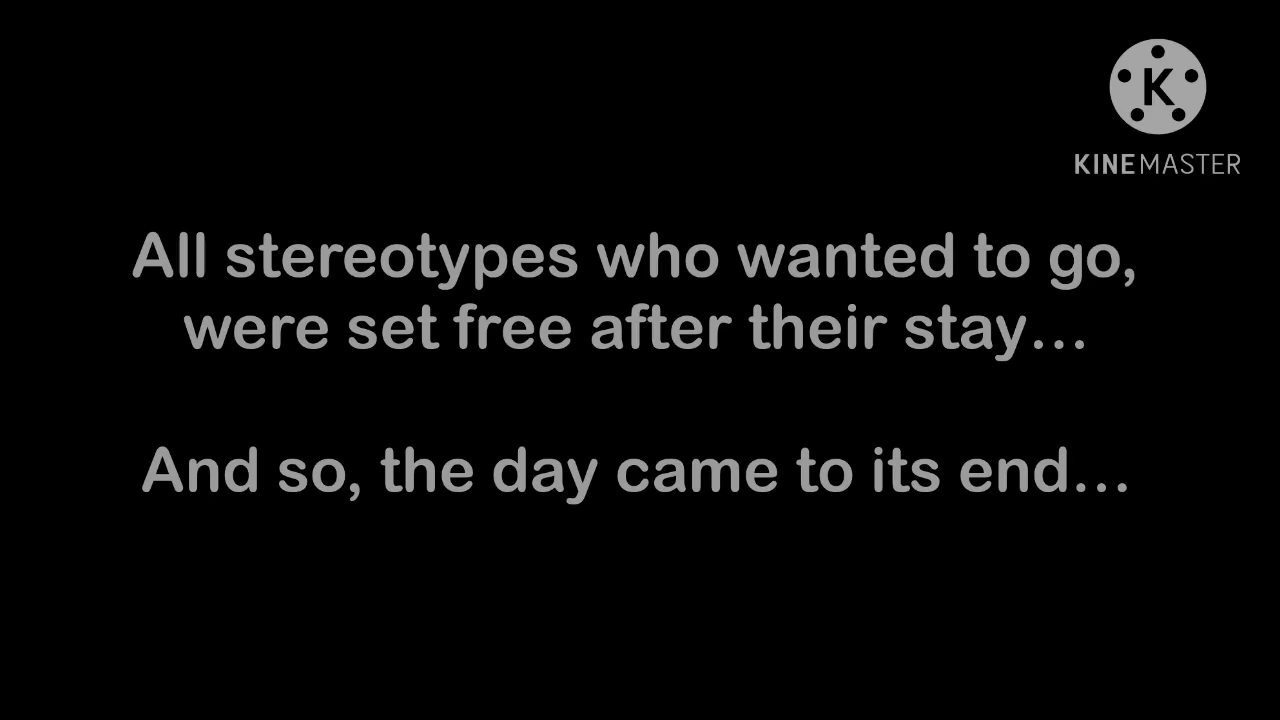 K
KINEMASTER
All stereotypes who wanted to go,
were set free after their stay...
And so, the day came to its end...